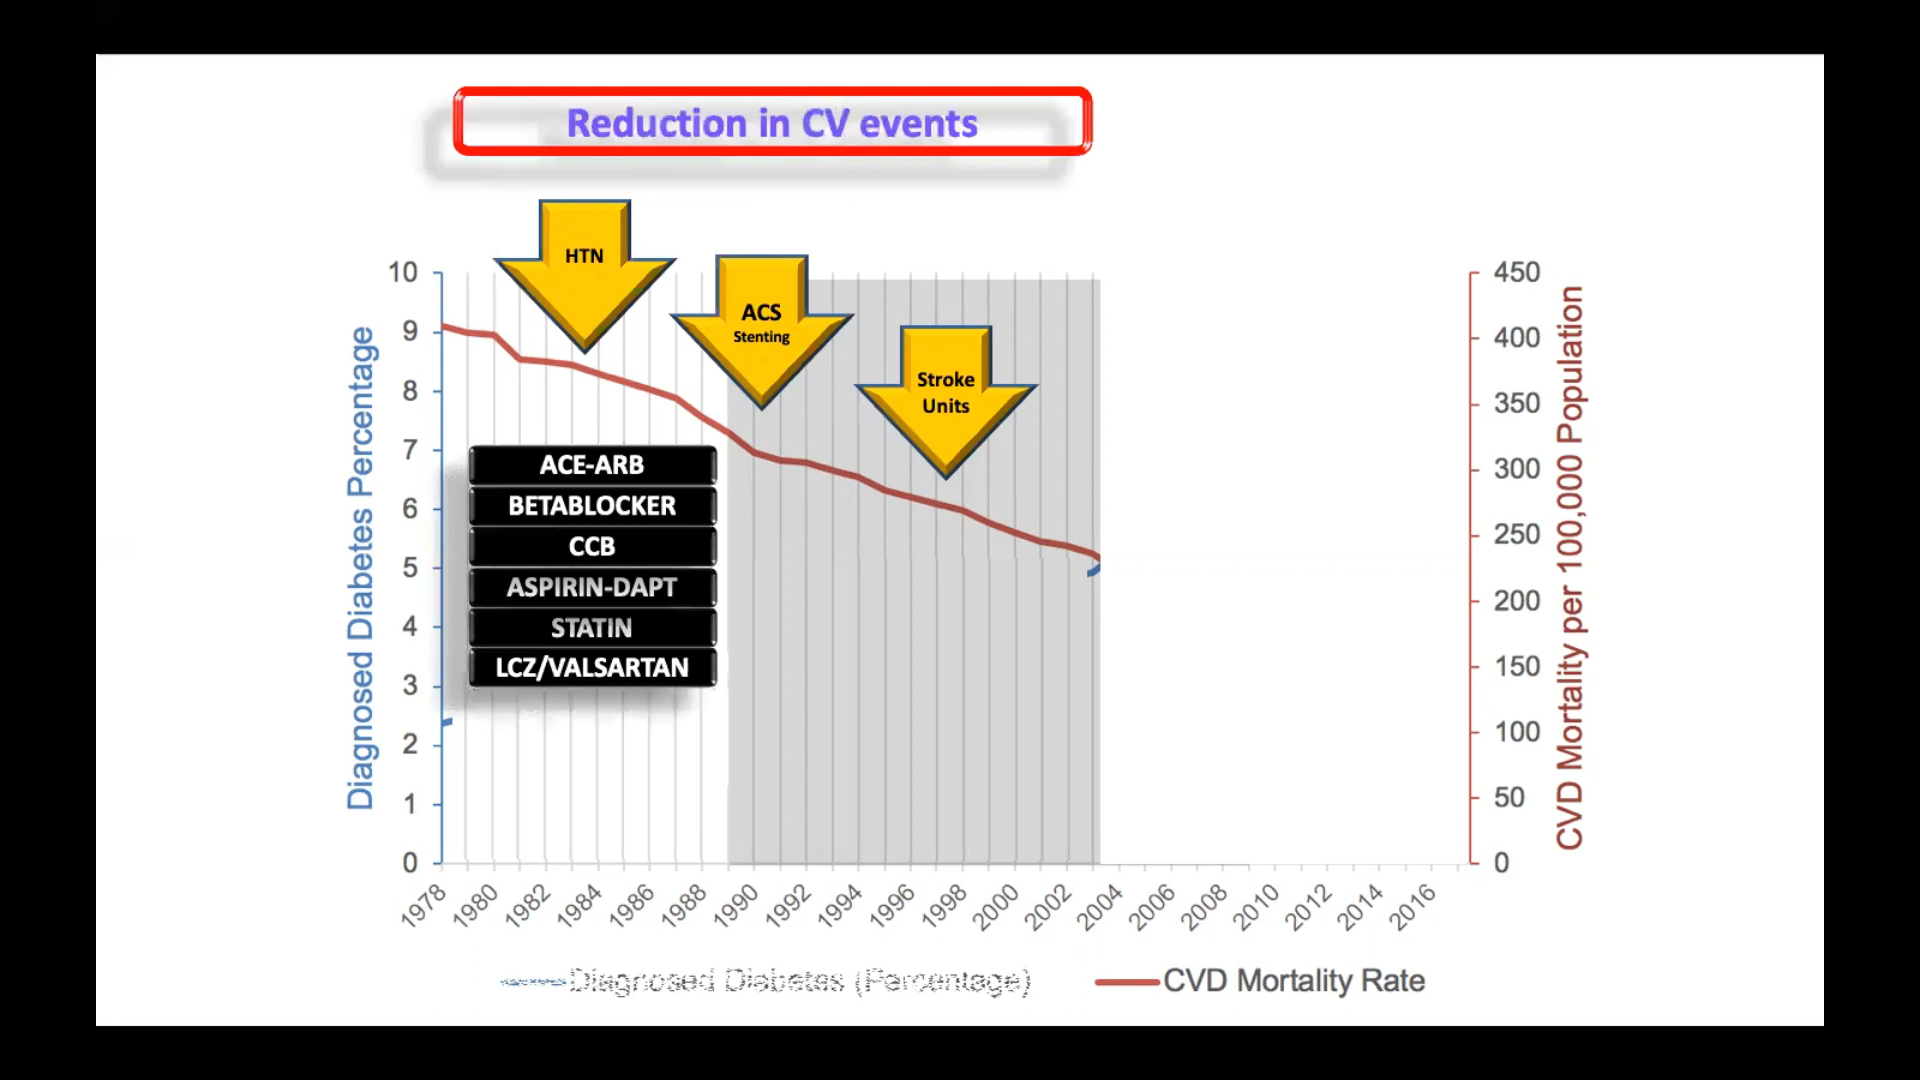 Reduction in CV events
HTN
ACS
Stenting
Stroke
Units
ACE-ARB
BETABLOCKER
CCB
ASPIRIN-DAPT
STATIN
LCZ/VALSARTAN
Diagnosed Diabetes Percentage
10
9
8
7
6
5
4
3
2
1
0
450
400
350
300
250
200
150
100
50
0
CVD Mortality per 100,000 Population
1978
1980
1982
1984
1986
1988
1990
1992
1994
1996
1998
2000
2002
2004
2006
2008
2010
2012
2014
2016
Diagnosed Diabetes (Percentage)
CVD Mortality Rate